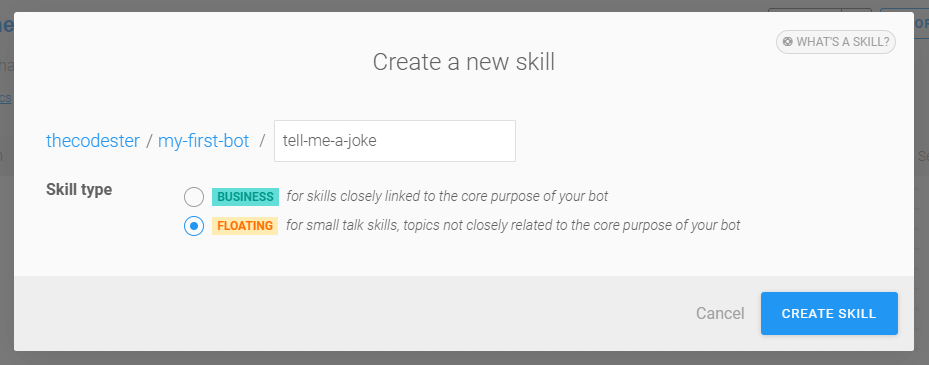 WHAT'S A SKILL?
Create a new skill
thecodester / my-first-bot / tell-me-a-joke
Skill type
BUSINESS for skills closely linked to the core purpose of your bot
FLOATING for small talk skills, topics not closely related to the core purpose of your bot
Cancel CREATE SKILL